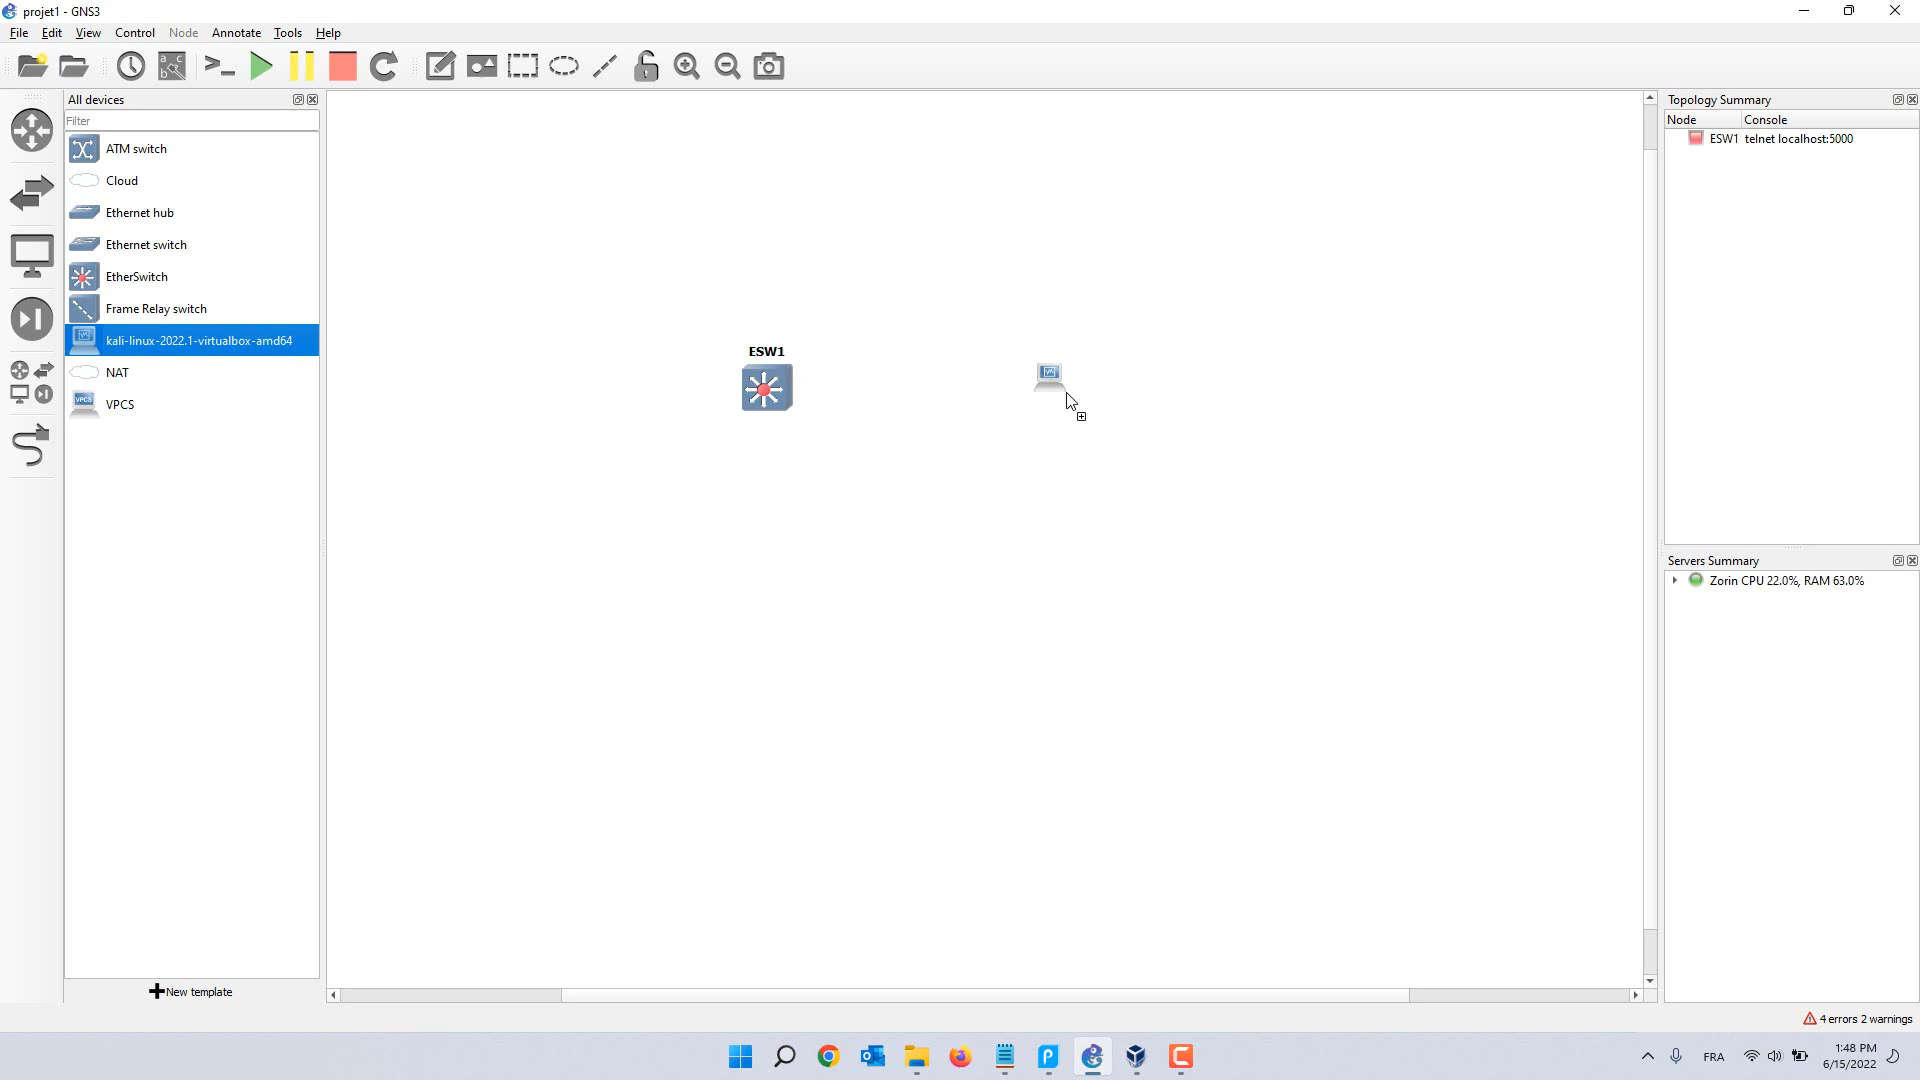 projet1 - GNS3
File Edit View Control Node Annotate Tools Help
All devices
Filter
ATM switch
Cloud
Ethernet hub
Ethernet switch
EtherSwitch
Frame Relay switch
kali-linux-2022.1-virtualbox-amd64
NAT
VPCS
VPCS
New template
ESW1
Topology Summary
Node Console
ESW1 telnet localhost:5000
Servers Summary
Zorin CPU 22.0%, RAM 63.0%
4 errors 2 warnings
FRA
1:48 PM
6/15/2022